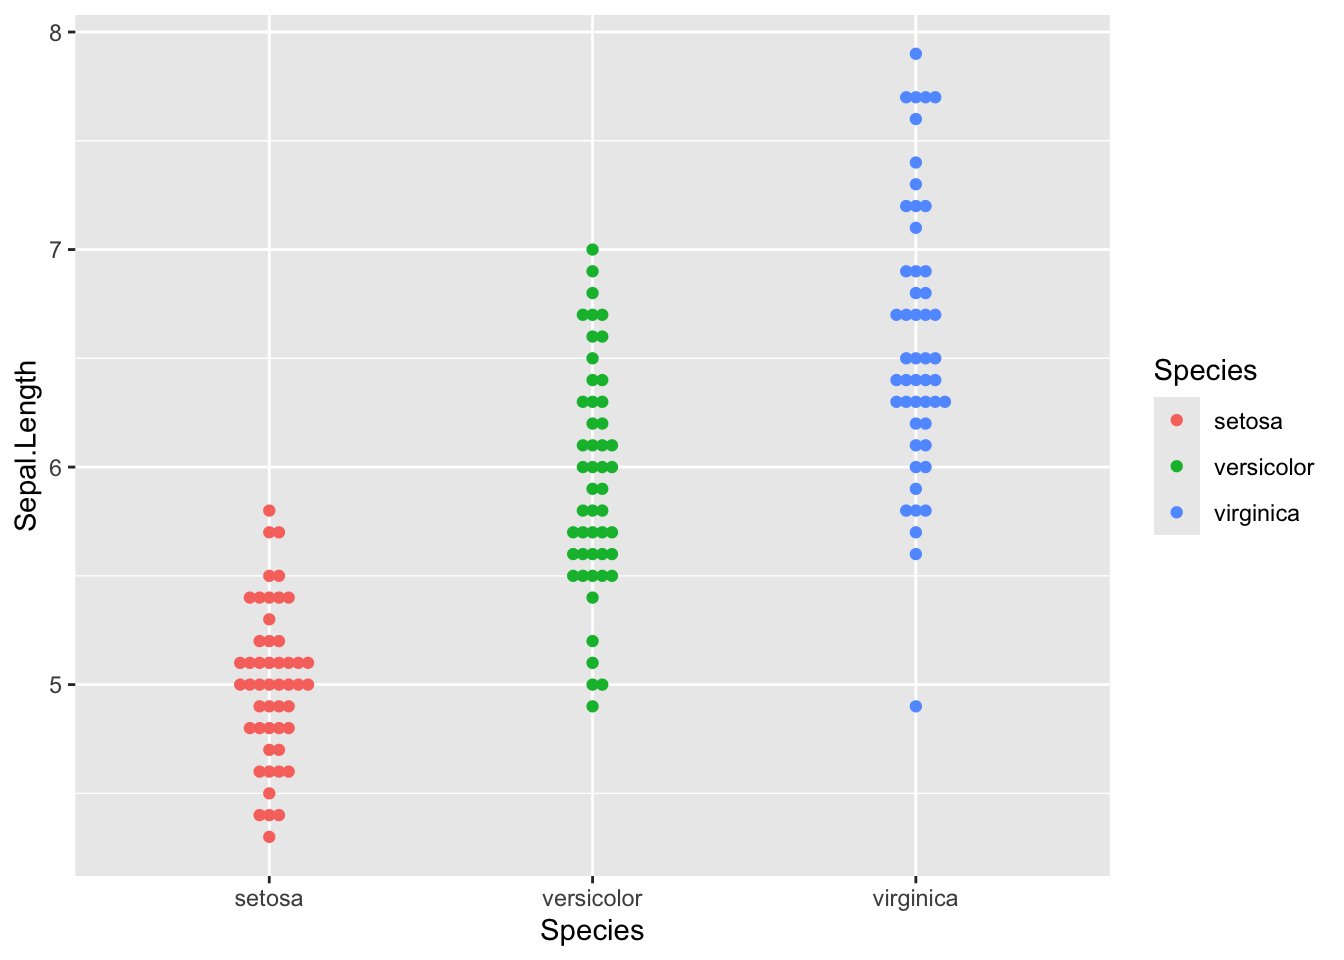 8
7
6
5
Sepal.Length
setosa versicolor virginica
Species
Species
setosa
versicolor
virginica